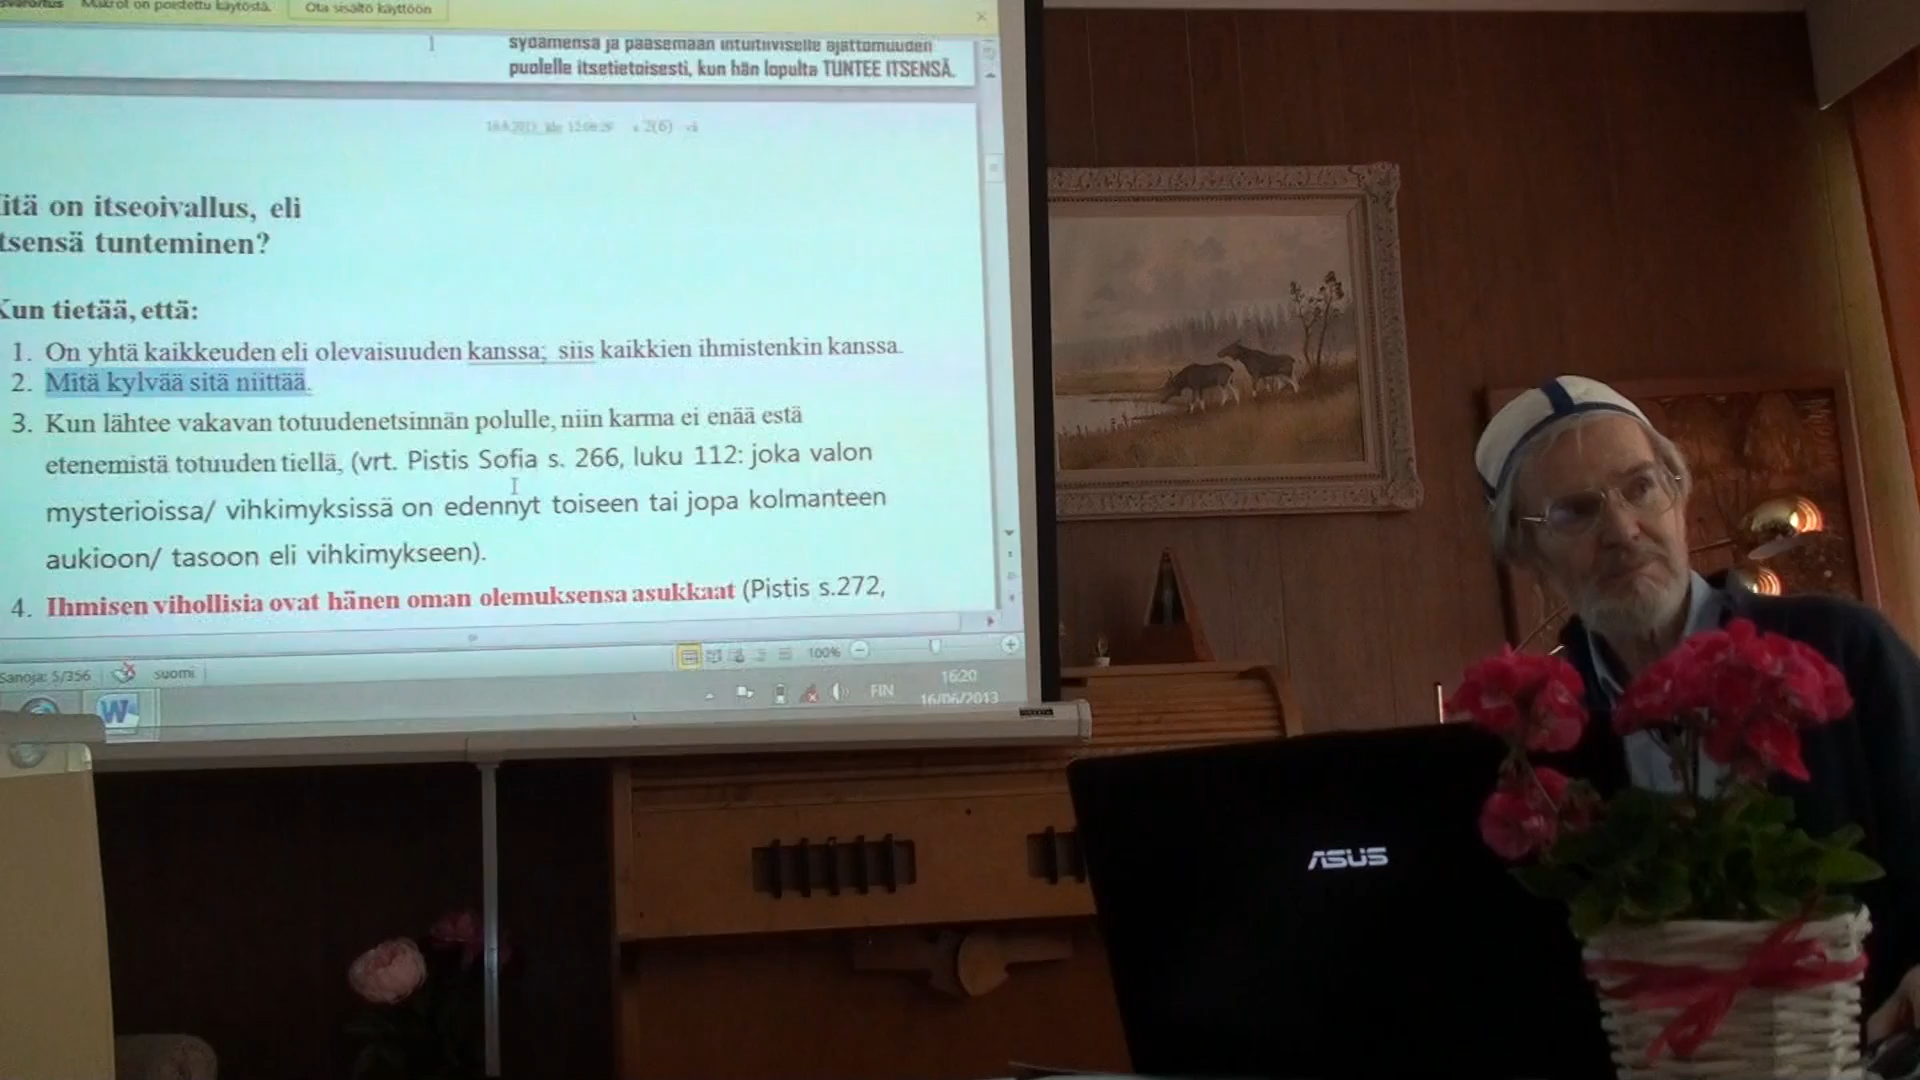 Makrot on poistettu käytöstä.
Ota sisältö käyttöön
sydämensä ja pääsemään intuitiiviselle ajattomuuden
puolelle itsetietoisesti, kun hän lopulta TUNTEE ITSENSÄ.
s 2(6)
itä on itseoivallus, eli
tsensä tunteminen?
Kun tietää, että:
1. On yhtä kaikkeuden eli olevaisuuden kanssa; siis kaikkien ihmistenkin kanssa.
2. Mitä kylvää sitä niittää.
3. Kun lähtee vakavan totuudenetsinnän polulle, niin karma ei enää estä
etenemistä totuuden tiellä, (vrt. Pistis Sofia s. 266, luku 112: joka valon
mysterioissa/ vihkimyksissä on edennyt toiseen tai jopa kolmanteen
aukioon/ tasoon eli vihkimykseen).
4. Ihmisen vihollisia ovat hänen oman olemuksensa asukkaat (Pistis s.272,
Sanoja: 5/356
suomi
100%
FIN
16:20
16/06/2013
W
ASUS